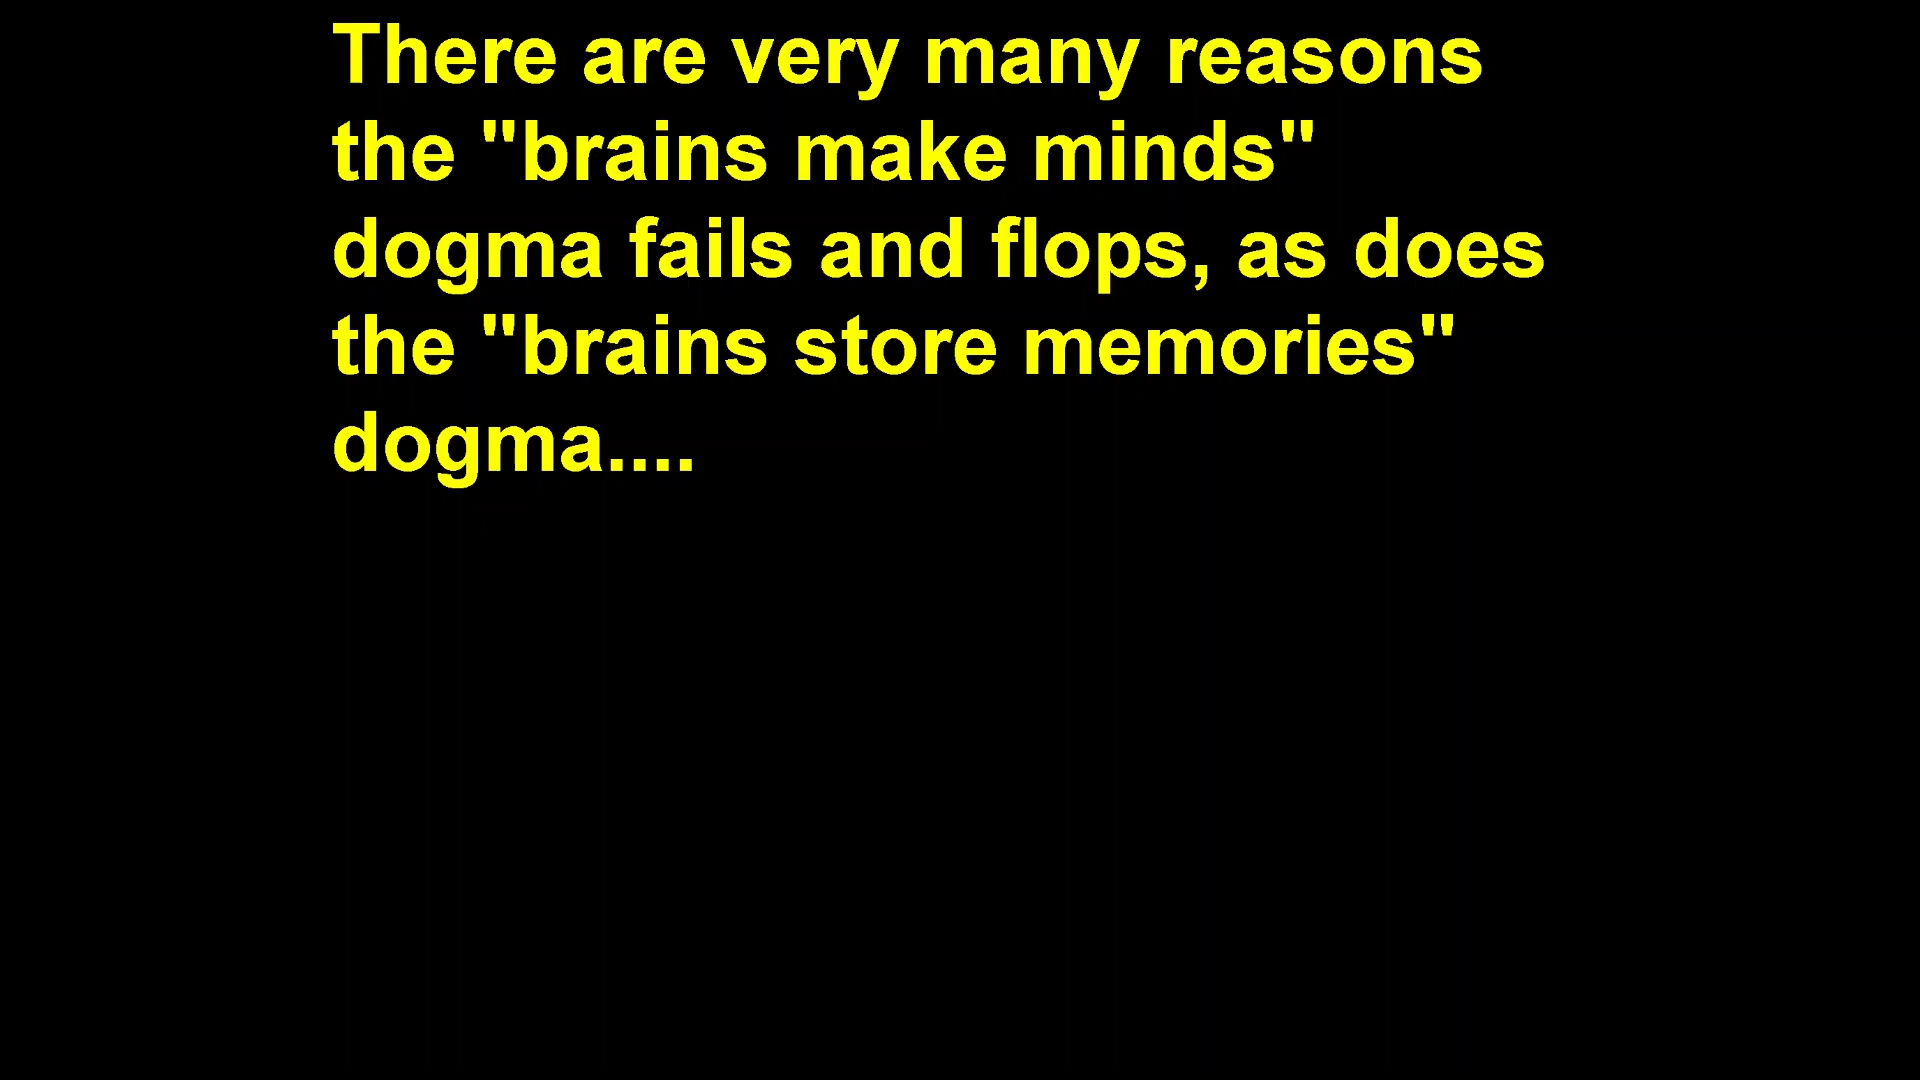 There are very many reasons
the "brains make minds"
dogma fails and flops, as does
the "brains store memories"
dogma....